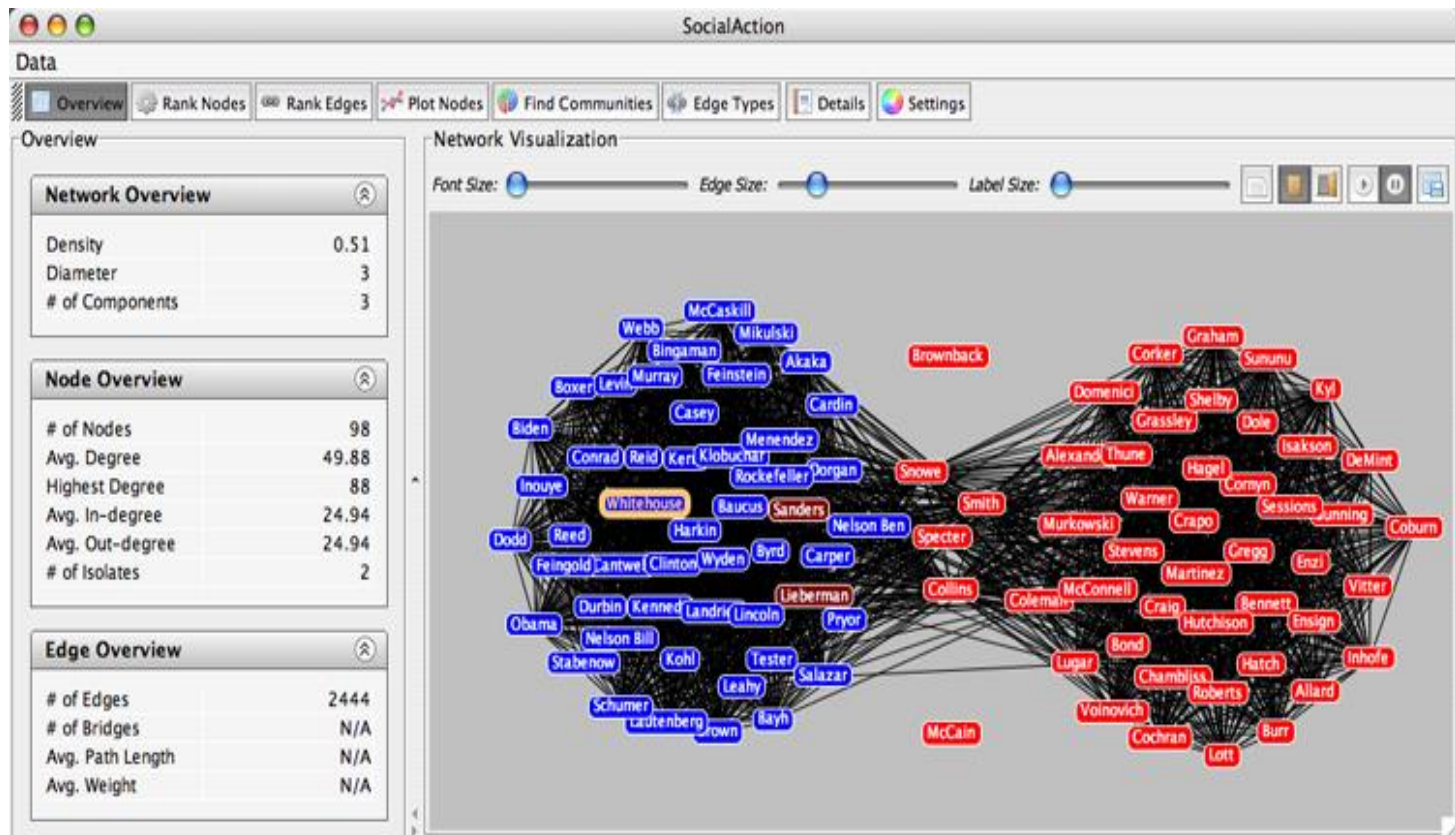 SocialAction
Data
Overview Rank Nodes Rank Edges Plot Nodes Find Communities Edge Types Details Settings
Overview
Network Visualization
Font Size: Edge Size: Label Size:
Network Overview
Density 0.51
Diameter 3
# of Components 3
Node Overview
# of Nodes 98
Avg. Degree 49.88
Highest Degree 88
Avg. In-degree 24.94
Avg. Out-degree 24.94
# of Isolates 2
Edge Overview
# of Edges 2444
# of Bridges N/A
Avg. Path Length N/A
Avg. Weight N/A
McCaskill
Webb
Mikulski
Bingaman
Akaka
Boxer
Levin
Murray
Feinstein
Casey
Cardin
Biden
Menendez
Conrad
Reid
Klobuchar
Rockefeller
Dorgan
Inouye
Whitehouse
Baucus
Sanders
Nelson Ben
Harkin
Dodd
Reed
Feingold
Cantwel
Clinton
Wyden
Byrd
Carper
Lieberman
Durbin
Kenned
Landri
Lincoln
Pryor
Obama
Nelson Bill
Stabenow
Kohl
Tester
Salazar
Leahy
Schumer
Lautenberg
Bayh
Brownback
Snowe
Smith
Specter
Collins
McCain
Graham
Corker
Sununu
Domenici
Shelby
Kyl
Grassley
Dole
Alexand
Thune
Isakson
DeMint
Hagel
Cornyn
Warner
Sessions
Murkowski
Crapo
Coburn
Stevens
Gregg
Enzi
Martinez
Coleman
McConnell
Vitter
Craig
Bennett
Hutchison
Ensign
Bond
Lugar
Hatch
Inhofe
Chambliss
Roberts
Allard
Voinovich
Cochran
Burr
Lott